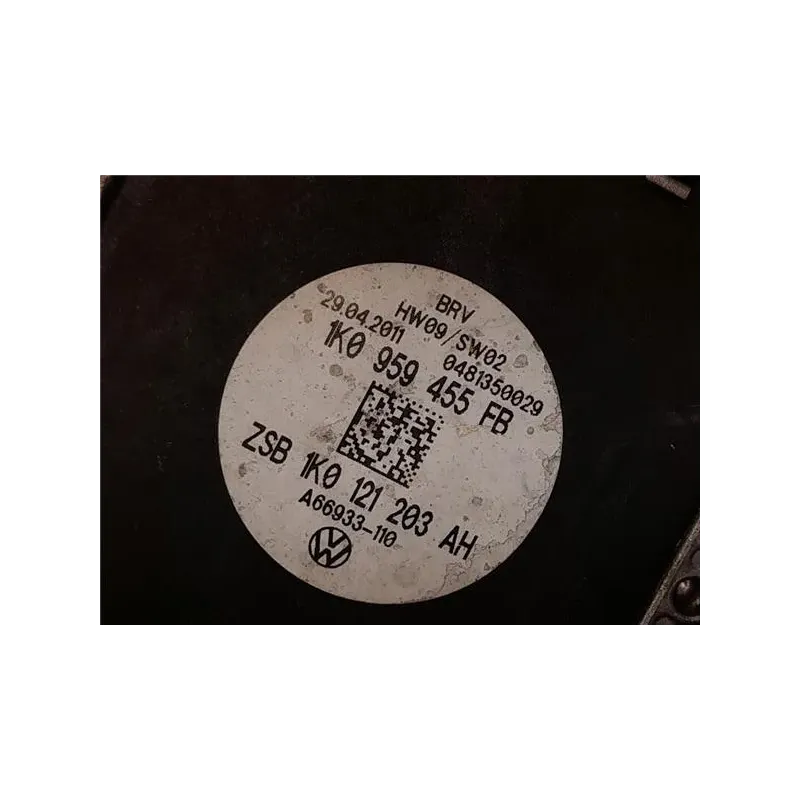 BRV
HW09/SW02
29.04.2011 0481350029
1K0 959 455 FB
ZSB 1K0 121 203 AH
A66933-110